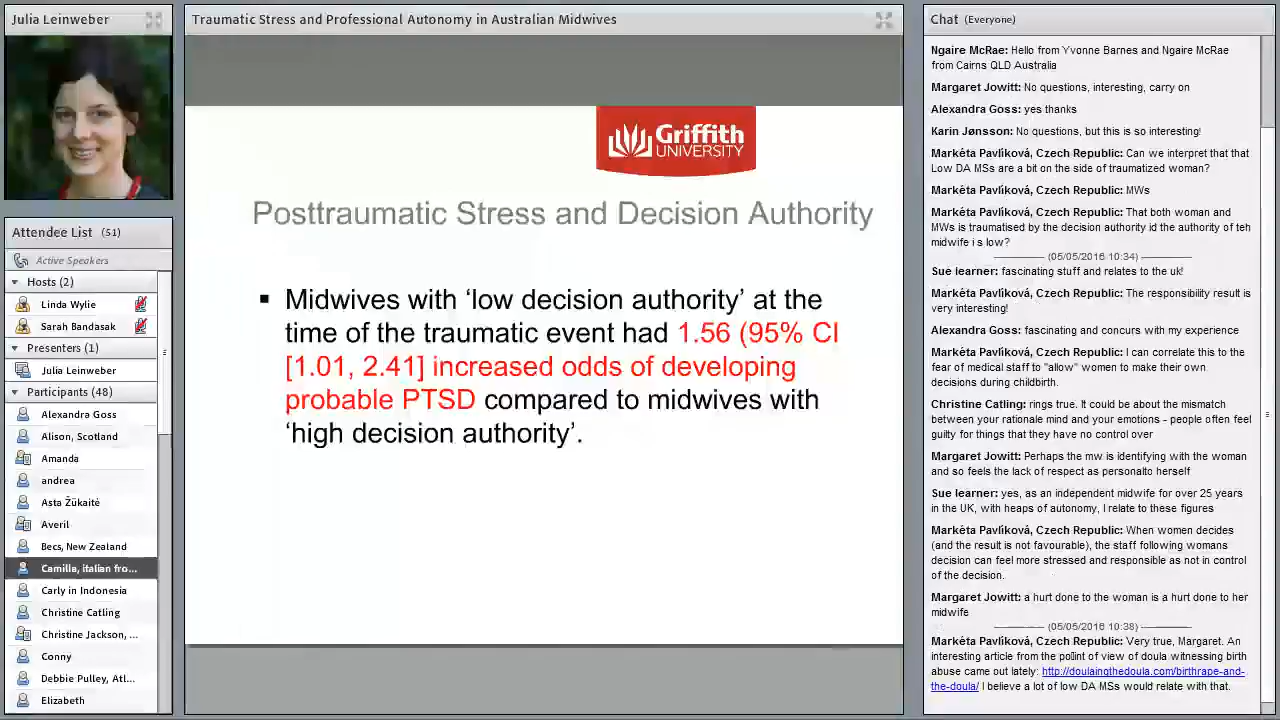 Julia Leinweber
Attendee List (51)
Active Speakers
Hosts (2)
Linda Wylie
Sarah Bandasak
Presenters (1)
Julia Leinweber
Participants (48)
Alexandra Goss
Alison, Scotland
Amanda
andrea
Asta Žūkaitė
Averil
Becs, New Zealand
Camilla, italian fro...
Carly in Indonesia
Christine Catling
Christine Jackson, ...
Conny
Debbie Pulley, Atl...
Elizabeth
Traumatic Stress and Professional Autonomy in Australian Midwives
Griffith
UNIVERSITY
Posttraumatic Stress and Decision Authority
▪ Midwives with ‘low decision authority’ at the
time of the traumatic event had 1.56 (95% CI
[1.01, 2.41] increased odds of developing
probable PTSD compared to midwives with
‘high decision authority’.
Chat (Everyone)
Ngaire McRae: Hello from Yvonne Barnes and Ngaire McRae
from Cairns QLD Australia
Margaret Jowitt: No questions, interesting, carry on
Alexandra Goss: yes thanks
Karin Jønsson: No questions, but this is so interesting!
Markéta Pavlíková, Czech Republic: Can we interpret that that
Low DA MSs are a bit on the side of traumatized woman?
Markéta Pavlíková, Czech Republic: MWs
Markéta Pavlíková, Czech Republic: That both woman and
MWs is traumatised by the decision authority id the authority of teh
midwife i s low?
(05/05/2016 10:34)
Sue learner: fascinating stuff and relates to the uk!
Markéta Pavlíková, Czech Republic: The responsibility result is
very interesting!
Alexandra Goss: fascinating and concurs with my experience
Markéta Pavlíková, Czech Republic: I can correlate this to the
fear of medical staff to "allow" women to make their own
decisions during childbirth.
Christine Catling: rings true. It could be about the mismatch
between your rationale mind and your emotions - people often feel
guilty for things that they have no control over
Margaret Jowitt: Perhaps the mw is identifying with the woman
and so feels the lack of respect as personalto herself
Sue learner: yes, as an independent midwife for over 25 years
in the UK, with heaps of autonomy, I relate to these figures
Markéta Pavlíková, Czech Republic: When women decides
(and the result is not favourable), the staff following womans
decision can feel more stressed and responsible as not in control
of the decision.
Margaret Jowitt: a hurt done to the woman is a hurt done to her
midwife
(05/05/2016 10:38)
Markéta Pavlíková, Czech Republic: Very true, Margaret. An
interesting article from the point of view of doula witnessing birth
abuse came out lately: http://doulaingthedoula.com/birthrape-and-
the-doula/ I believe a lot of low DA MSs would relate with that.